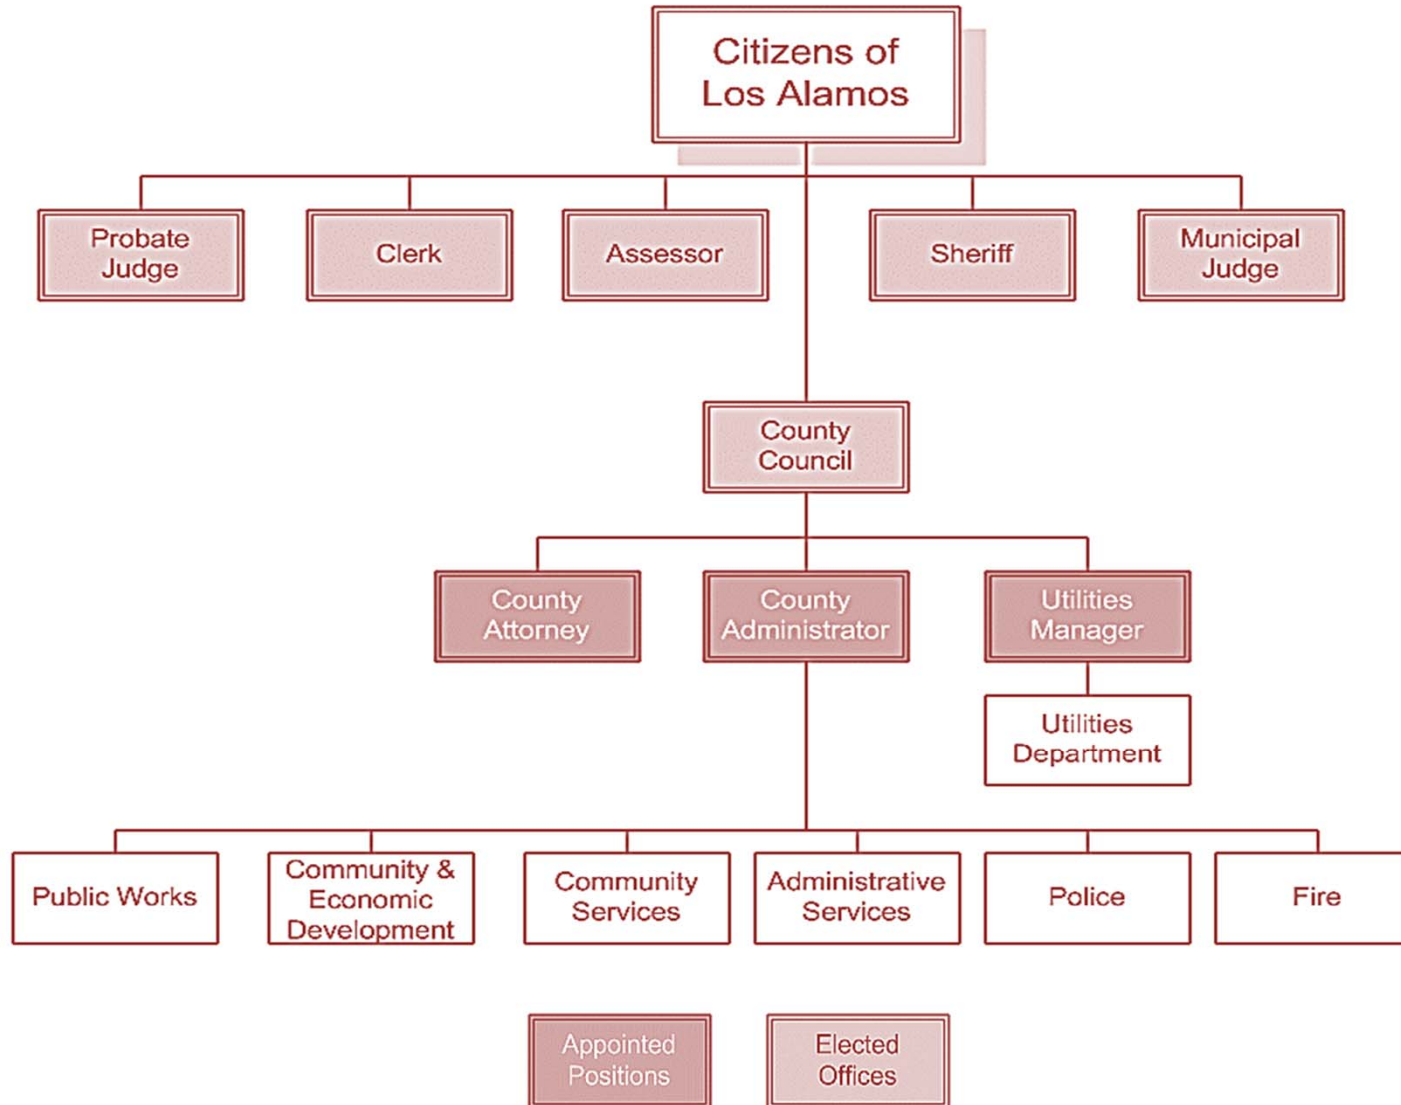 Citizens of
Los Alamos
Probate
Judge
Clerk
Assessor
Sheriff
Municipal
Judge
County
Council
County
Attorney
County
Administrator
Utilities
Manager
Utilities
Department
Public Works
Community &
Economic
Development
Community
Services
Administrative
Services
Police
Fire
Appointed
Positions
Elected
Offices